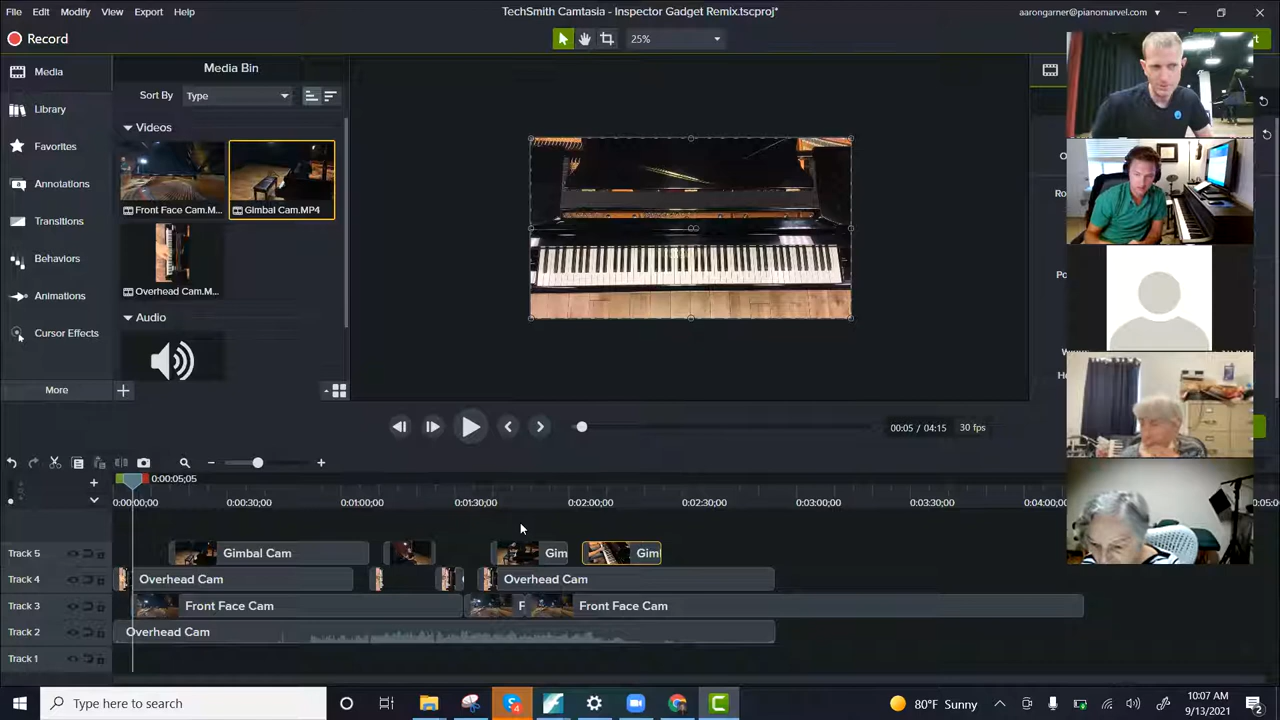 File Edit Modify View Export Help
TechSmith Camtasia - Inspector Gadget Remix.tscproj*
aarongarner@pianomarvel.com
Record
25%
Media
Media Bin
Sort By Type
Library
Videos
Favorites
Annotations
Front Face Cam.M...
Gimbal Cam.MP4
Transitions
Behaviors
Overhead Cam.M...
Animations
Audio
Cursor Effects
More
00:05 / 04:15 30 fps
0:00:05;05
0:00:00;00 0:00:30;00 0:01:00;00 0:01:30;00 0:02:00;00 0:02:30;00 0:03:00;00 0:03:30;00
Track 5 Gimbal Cam Gim Gim
Track 4 Overhead Cam Overhead Cam
Track 3 Front Face Cam F Front Face Cam
Track 2 Overhead Cam
Track 1
Type here to search
80°F Sunny
10:07 AM
9/13/2021
2